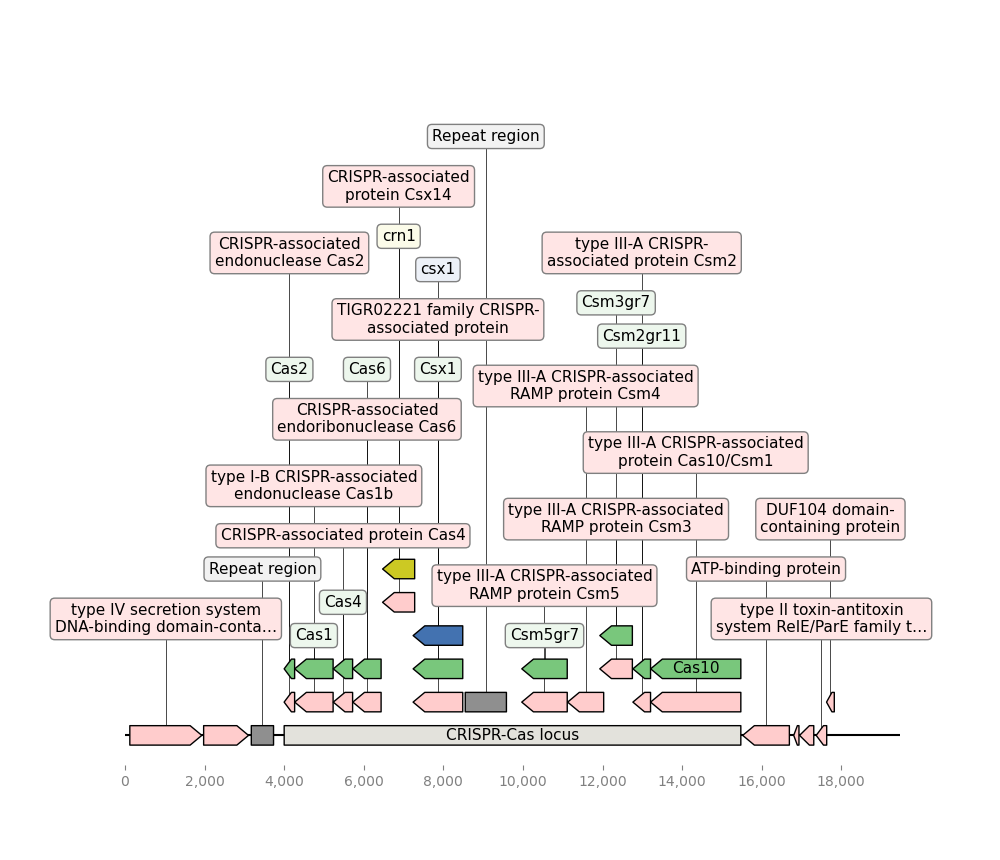 Repeat region
CRISPR-associated
protein Csx14
crn1
CRISPR-associated
endonuclease Cas2
type III-A CRISPR-
associated protein Csm2
csx1
Csm3gr7
TIGR02221 family CRISPR-
associated protein
Csm2gr11
Cas2
Cas6
Csx1
type III-A CRISPR-associated
RAMP protein Csm4
CRISPR-associated
endoribonuclease Cas6
type III-A CRISPR-associated
protein Cas10/Csm1
type I-B CRISPR-associated
endonuclease Cas1b
type III-A CRISPR-associated
RAMP protein Csm3
DUF104 domain-
containing protein
CRISPR-associated protein Cas4
Repeat region
ATP-binding protein
type III-A CRISPR-associated
RAMP protein Csm5
Cas4
type IV secretion system
DNA-binding domain-conta...
type II toxin-antitoxin
system RelE/ParE family t...
Cas1
Csm5gr7
Cas10
CRISPR-Cas locus
0 2,000 4,000 6,000 8,000 10,000 12,000 14,000 16,000 18,000